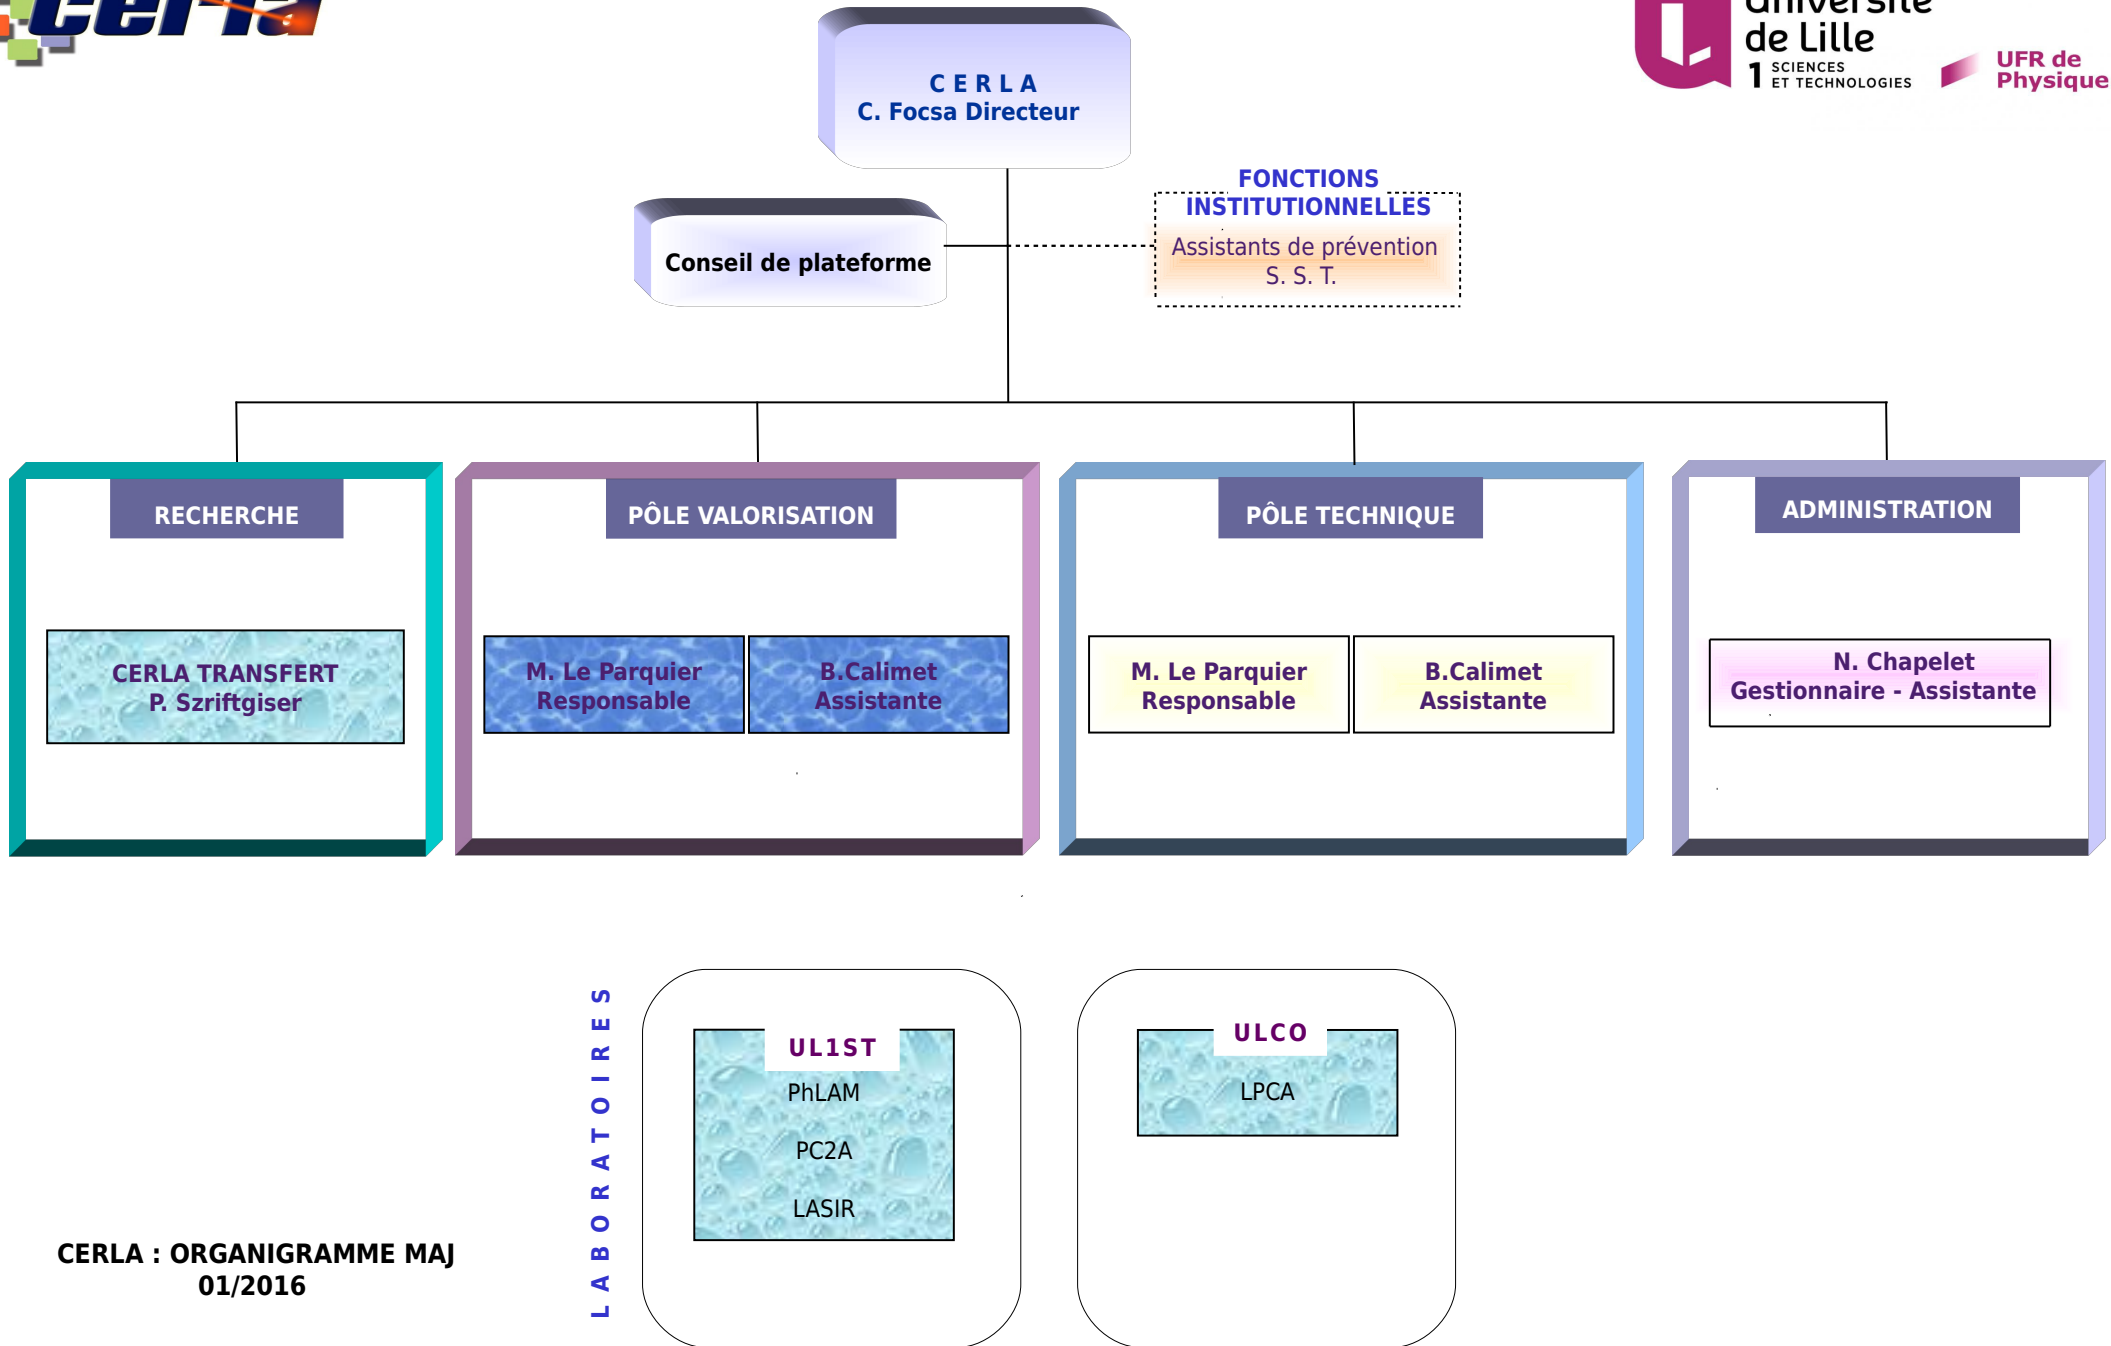 cerla
Université
de Lille
1 SCIENCES
ET TECHNOLOGIES
UFR de
Physique
C E R L A
C. Focsa Directeur
FONCTIONS
INSTITUTIONNELLES
Assistants de prévention
S. S. T.
Conseil de plateforme
RECHERCHE
PÔLE VALORISATION
PÔLE TECHNIQUE
ADMINISTRATION
CERLA TRANSFERT
P. Szriftgiser
M. Le Parquier
Responsable
B.Calimet
Assistante
M. Le Parquier
Responsable
B.Calimet
Assistante
N. Chapelet
Gestionnaire - Assistante
L A B O R A T O I R E S
UL1ST
PhLAM
PC2A
LASIR
ULCO
LPCA
CERLA : ORGANIGRAMME MAJ
01/2016